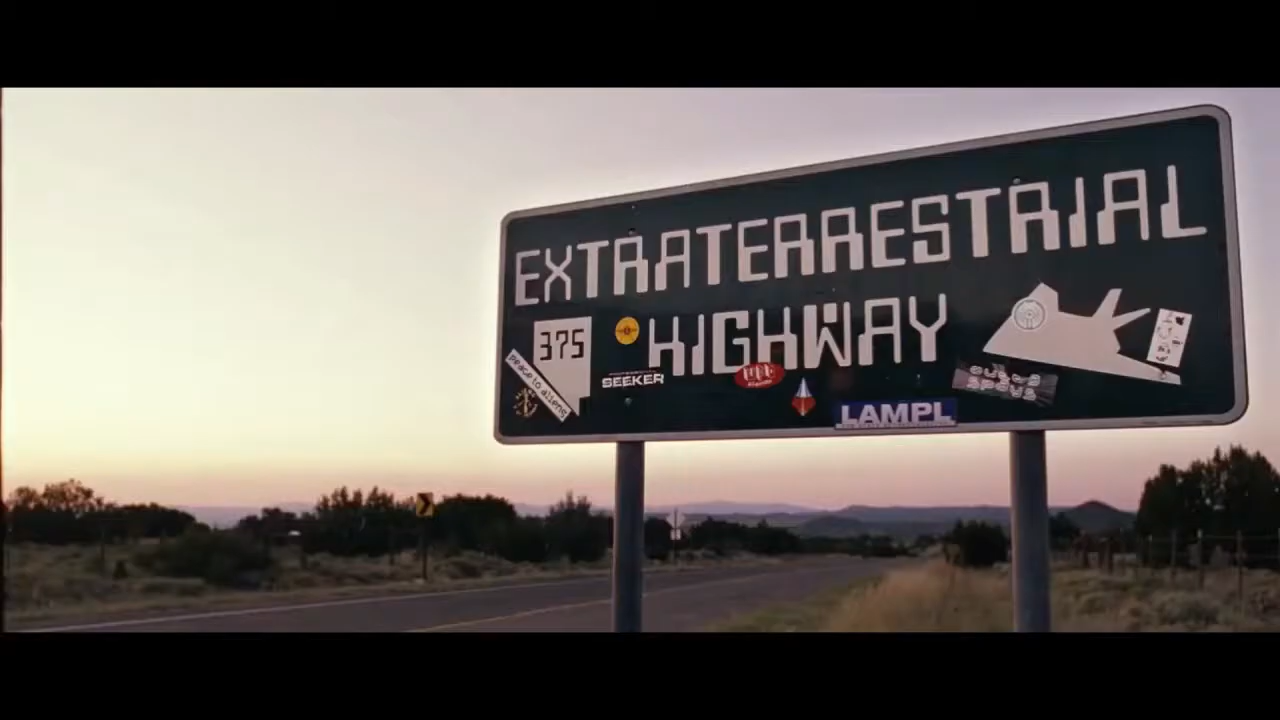 EXTRATERRESTRIAL
HIGHWAY
375
peace to aliens
SEEKER
LAMPL